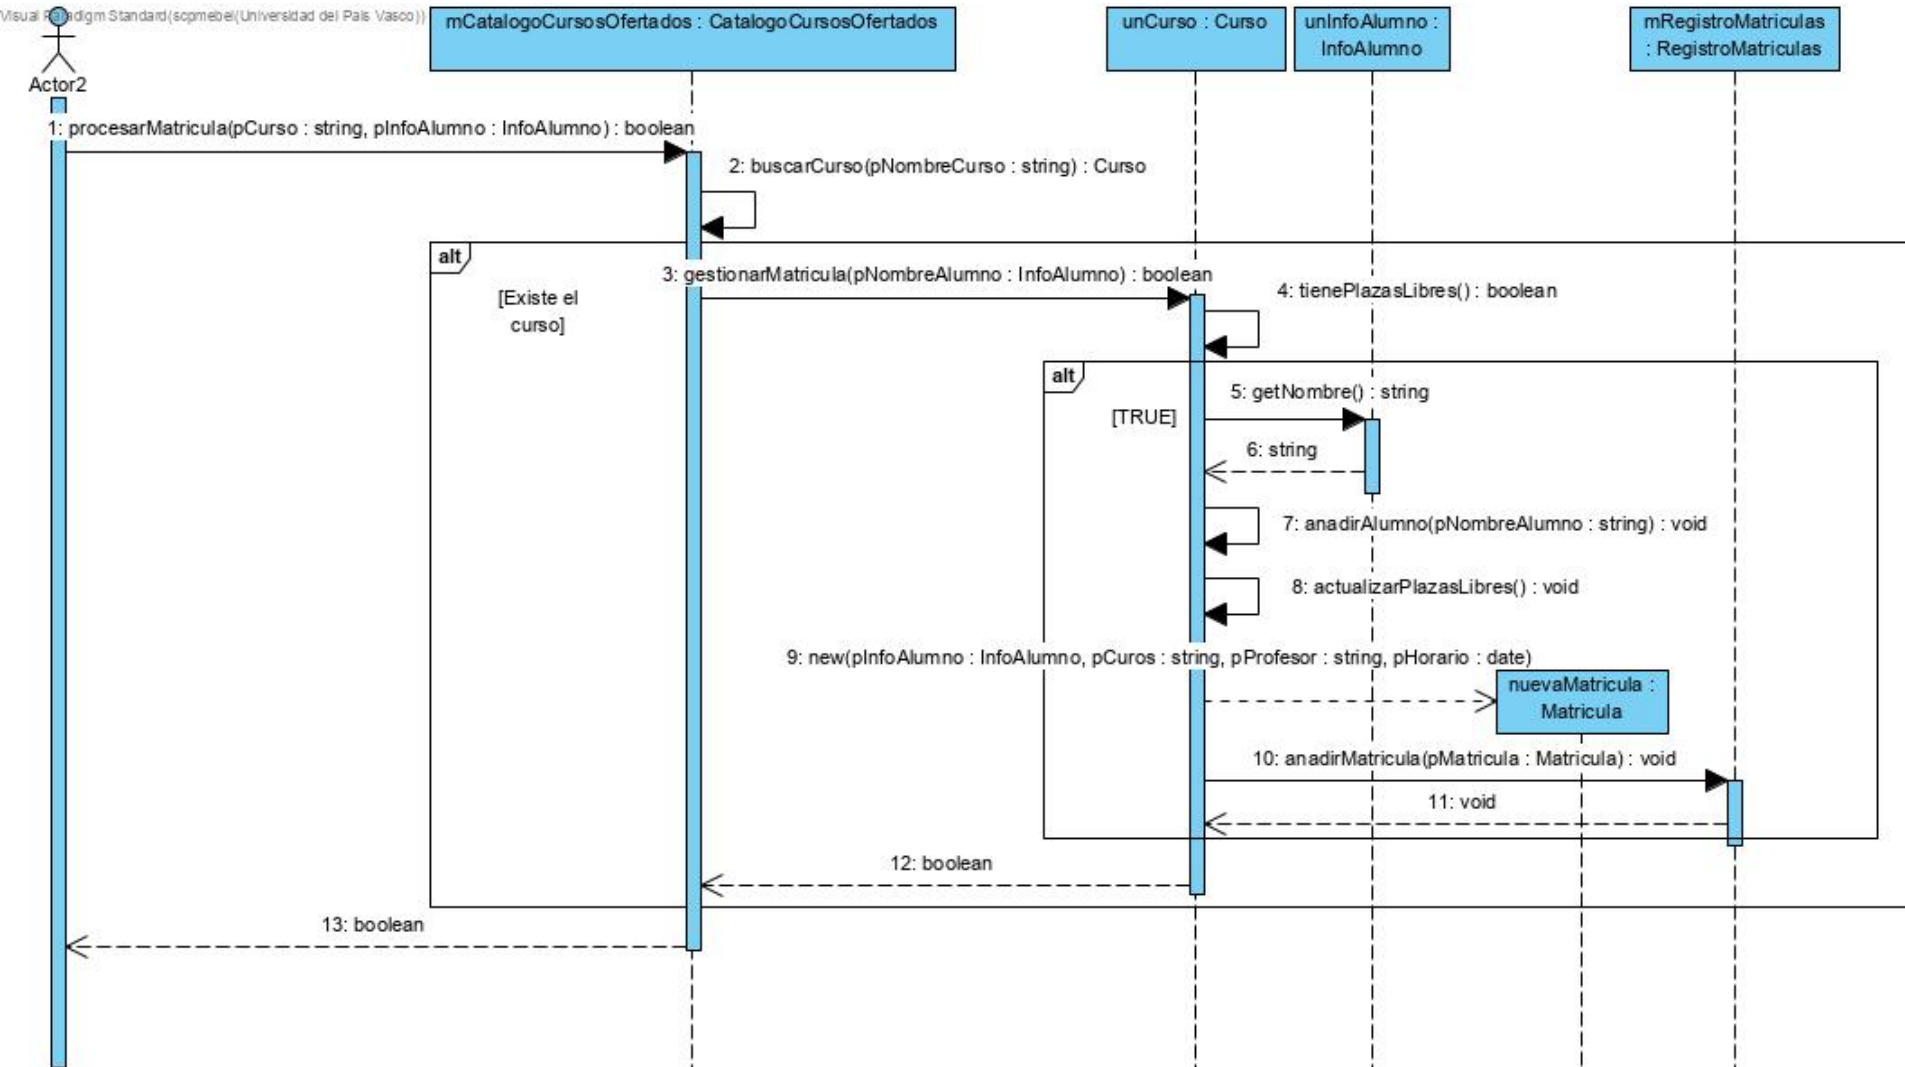 Visual Paradigm Standard(scpmebel(Universidad del Pais Vasco))
Actor2
mCatalogoCursosOfertados : CatalogoCursosOfertados
unCurso : Curso
unInfoAlumno :
InfoAlumno
mRegistroMatriculas
: RegistroMatriculas
1: procesarMatricula(pCurso : string, pInfoAlumno : InfoAlumno) : boolean
2: buscarCurso(pNombreCurso : string) : Curso
alt
[Existe el
curso]
3: gestionarMatricula(pNombreAlumno : InfoAlumno) : boolean
4: tienePlazasLibres() : boolean
alt
[TRUE]
5: getNombre() : string
6: string
7: anadirAlumno(pNombreAlumno : string) : void
8: actualizarPlazasLibres() : void
9: new(pInfoAlumno : InfoAlumno, pCuros : string, pProfesor : string, pHorario : date)
nuevaMatricula :
Matricula
10: anadirMatricula(pMatricula : Matricula) : void
11: void
12: boolean
13: boolean